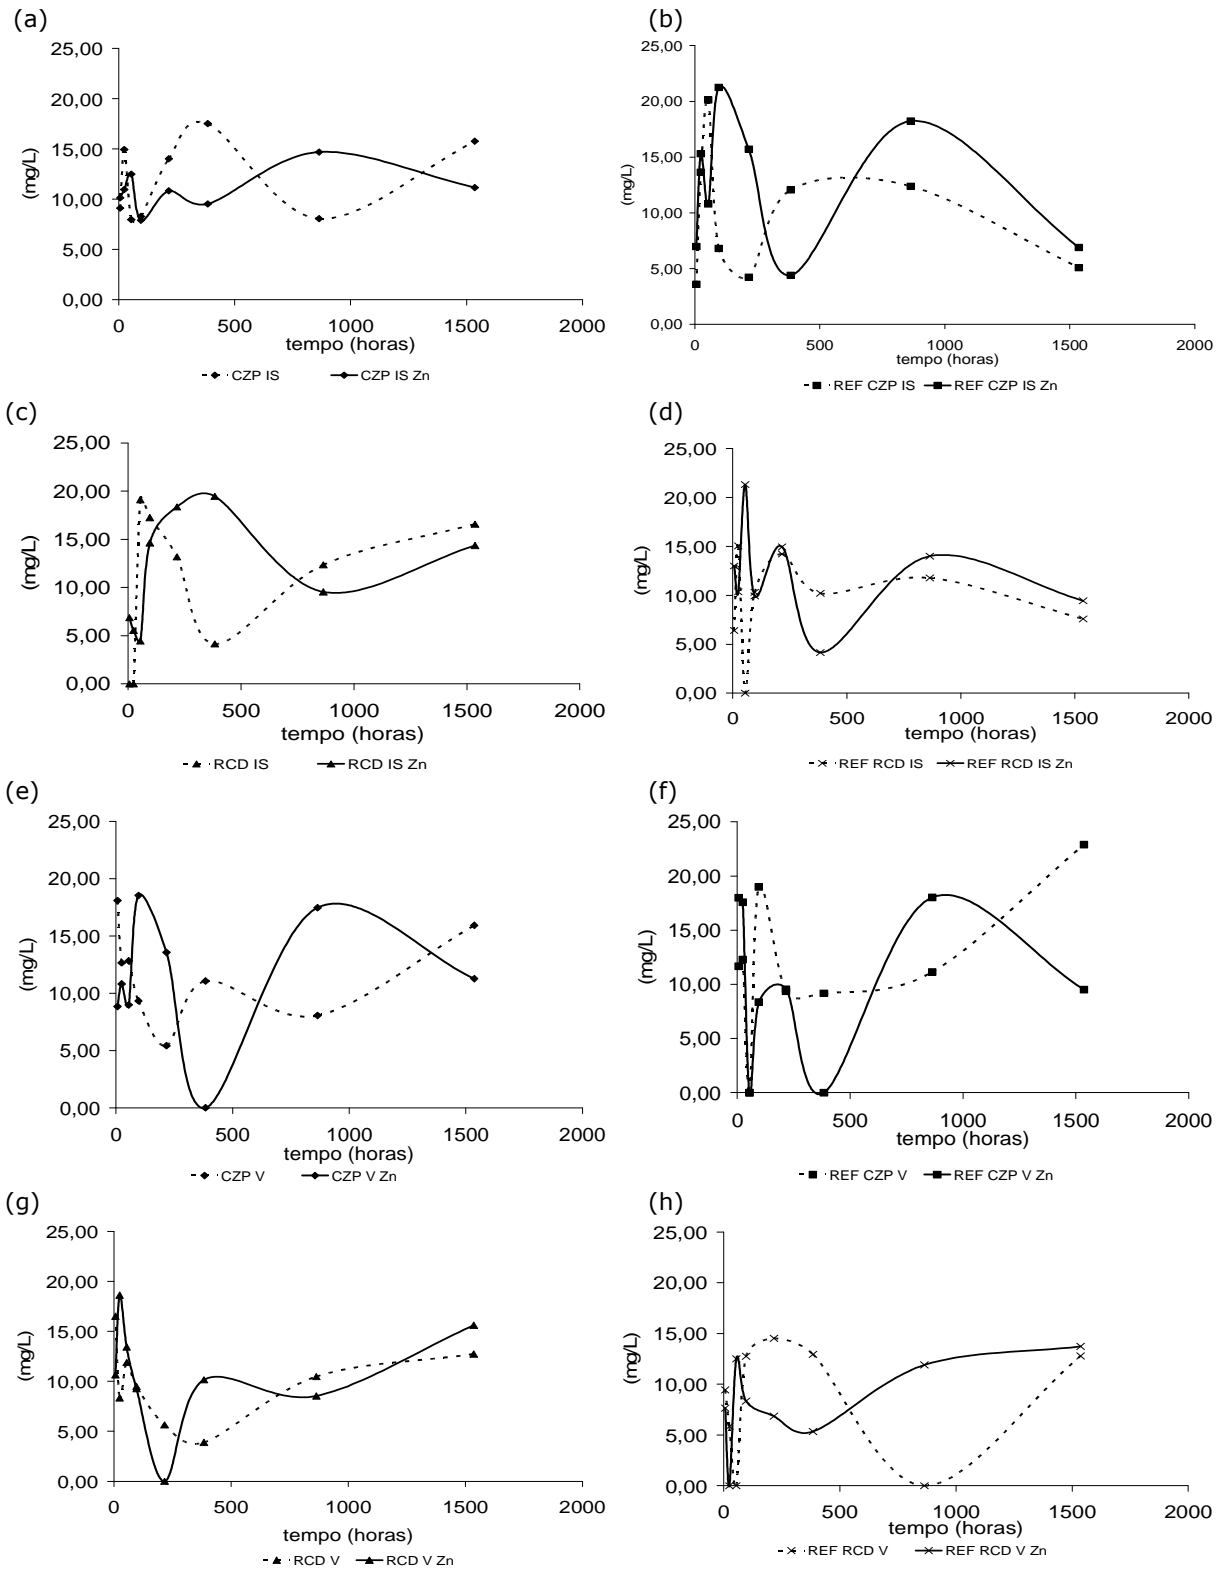 (a)
25,00
20,00
15,00
10,00
5,00
0,00
(mg/L)
0 500 1000 1500 2000
tempo (horas)
CZP IS CZP IS Zn
(b)
25,00
20,00
15,00
10,00
5,00
0,00
(mg/L)
0 500 1000 1500 2000
tempo (horas)
REF CZP IS REF CZP IS Zn
(c)
25,00
20,00
15,00
10,00
5,00
0,00
(mg/L)
0 500 1000 1500 2000
tempo (horas)
RCD IS RCD IS Zn
(d)
25,00
20,00
15,00
10,00
5,00
0,00
(mg/L)
0 500 1000 1500 2000
tempo (horas)
REF RCD IS REF RCD IS Zn
(e)
25,00
20,00
15,00
10,00
5,00
0,00
(mg/L)
0 500 1000 1500 2000
tempo (horas)
CZP V CZP V Zn
(f)
25,00
20,00
15,00
10,00
5,00
0,00
(mg/L)
0 500 1000 1500 2000
tempo (horas)
REF CZP V REF CZP V Zn
(g)
25,00
20,00
15,00
10,00
5,00
0,00
(mg/L)
0 500 1000 1500 2000
tempo (horas)
RCD V RCD V Zn
(h)
25,00
20,00
15,00
10,00
5,00
0,00
(mg/L)
0 500 1000 1500 2000
tempo (horas)
REF RCD V REF RCD V Zn